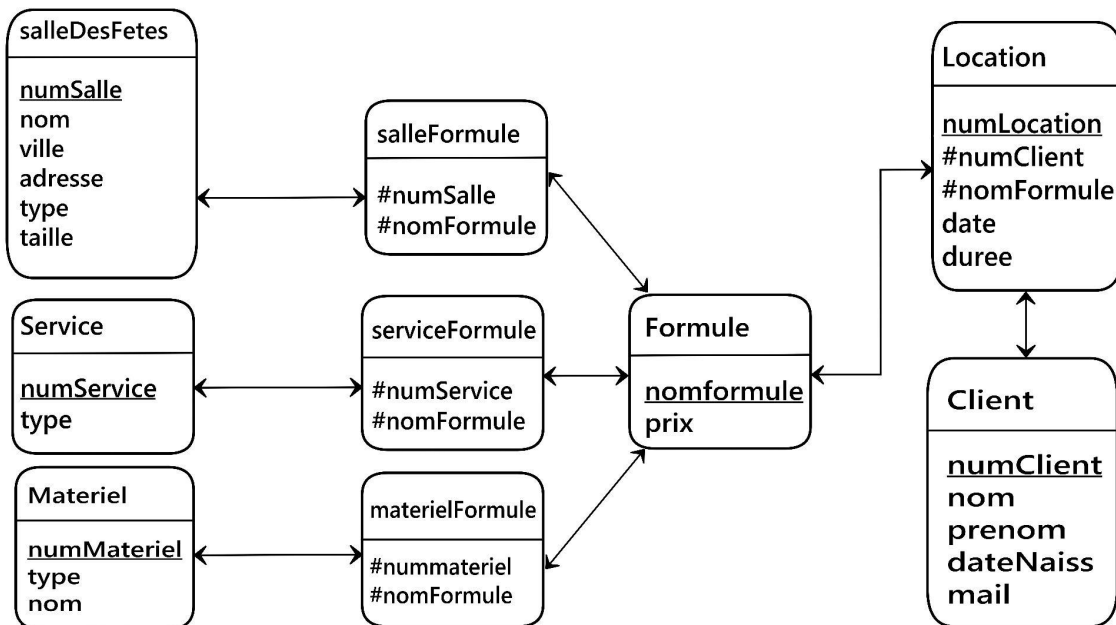 salleDesFetes
numSalle
nom
ville
adresse
type
taille
Service
numService
type
Materiel
numMateriel
type
nom
salleFormule
#numSalle
#nomFormule
serviceFormule
#numService
#nomFormule
materielFormule
#nummateriel
#nomFormule
Formule
nomformule
prix
Location
numLocation
#numClient
#nomFormule
date
duree
Client
numClient
nom
prenom
dateNaiss
mail